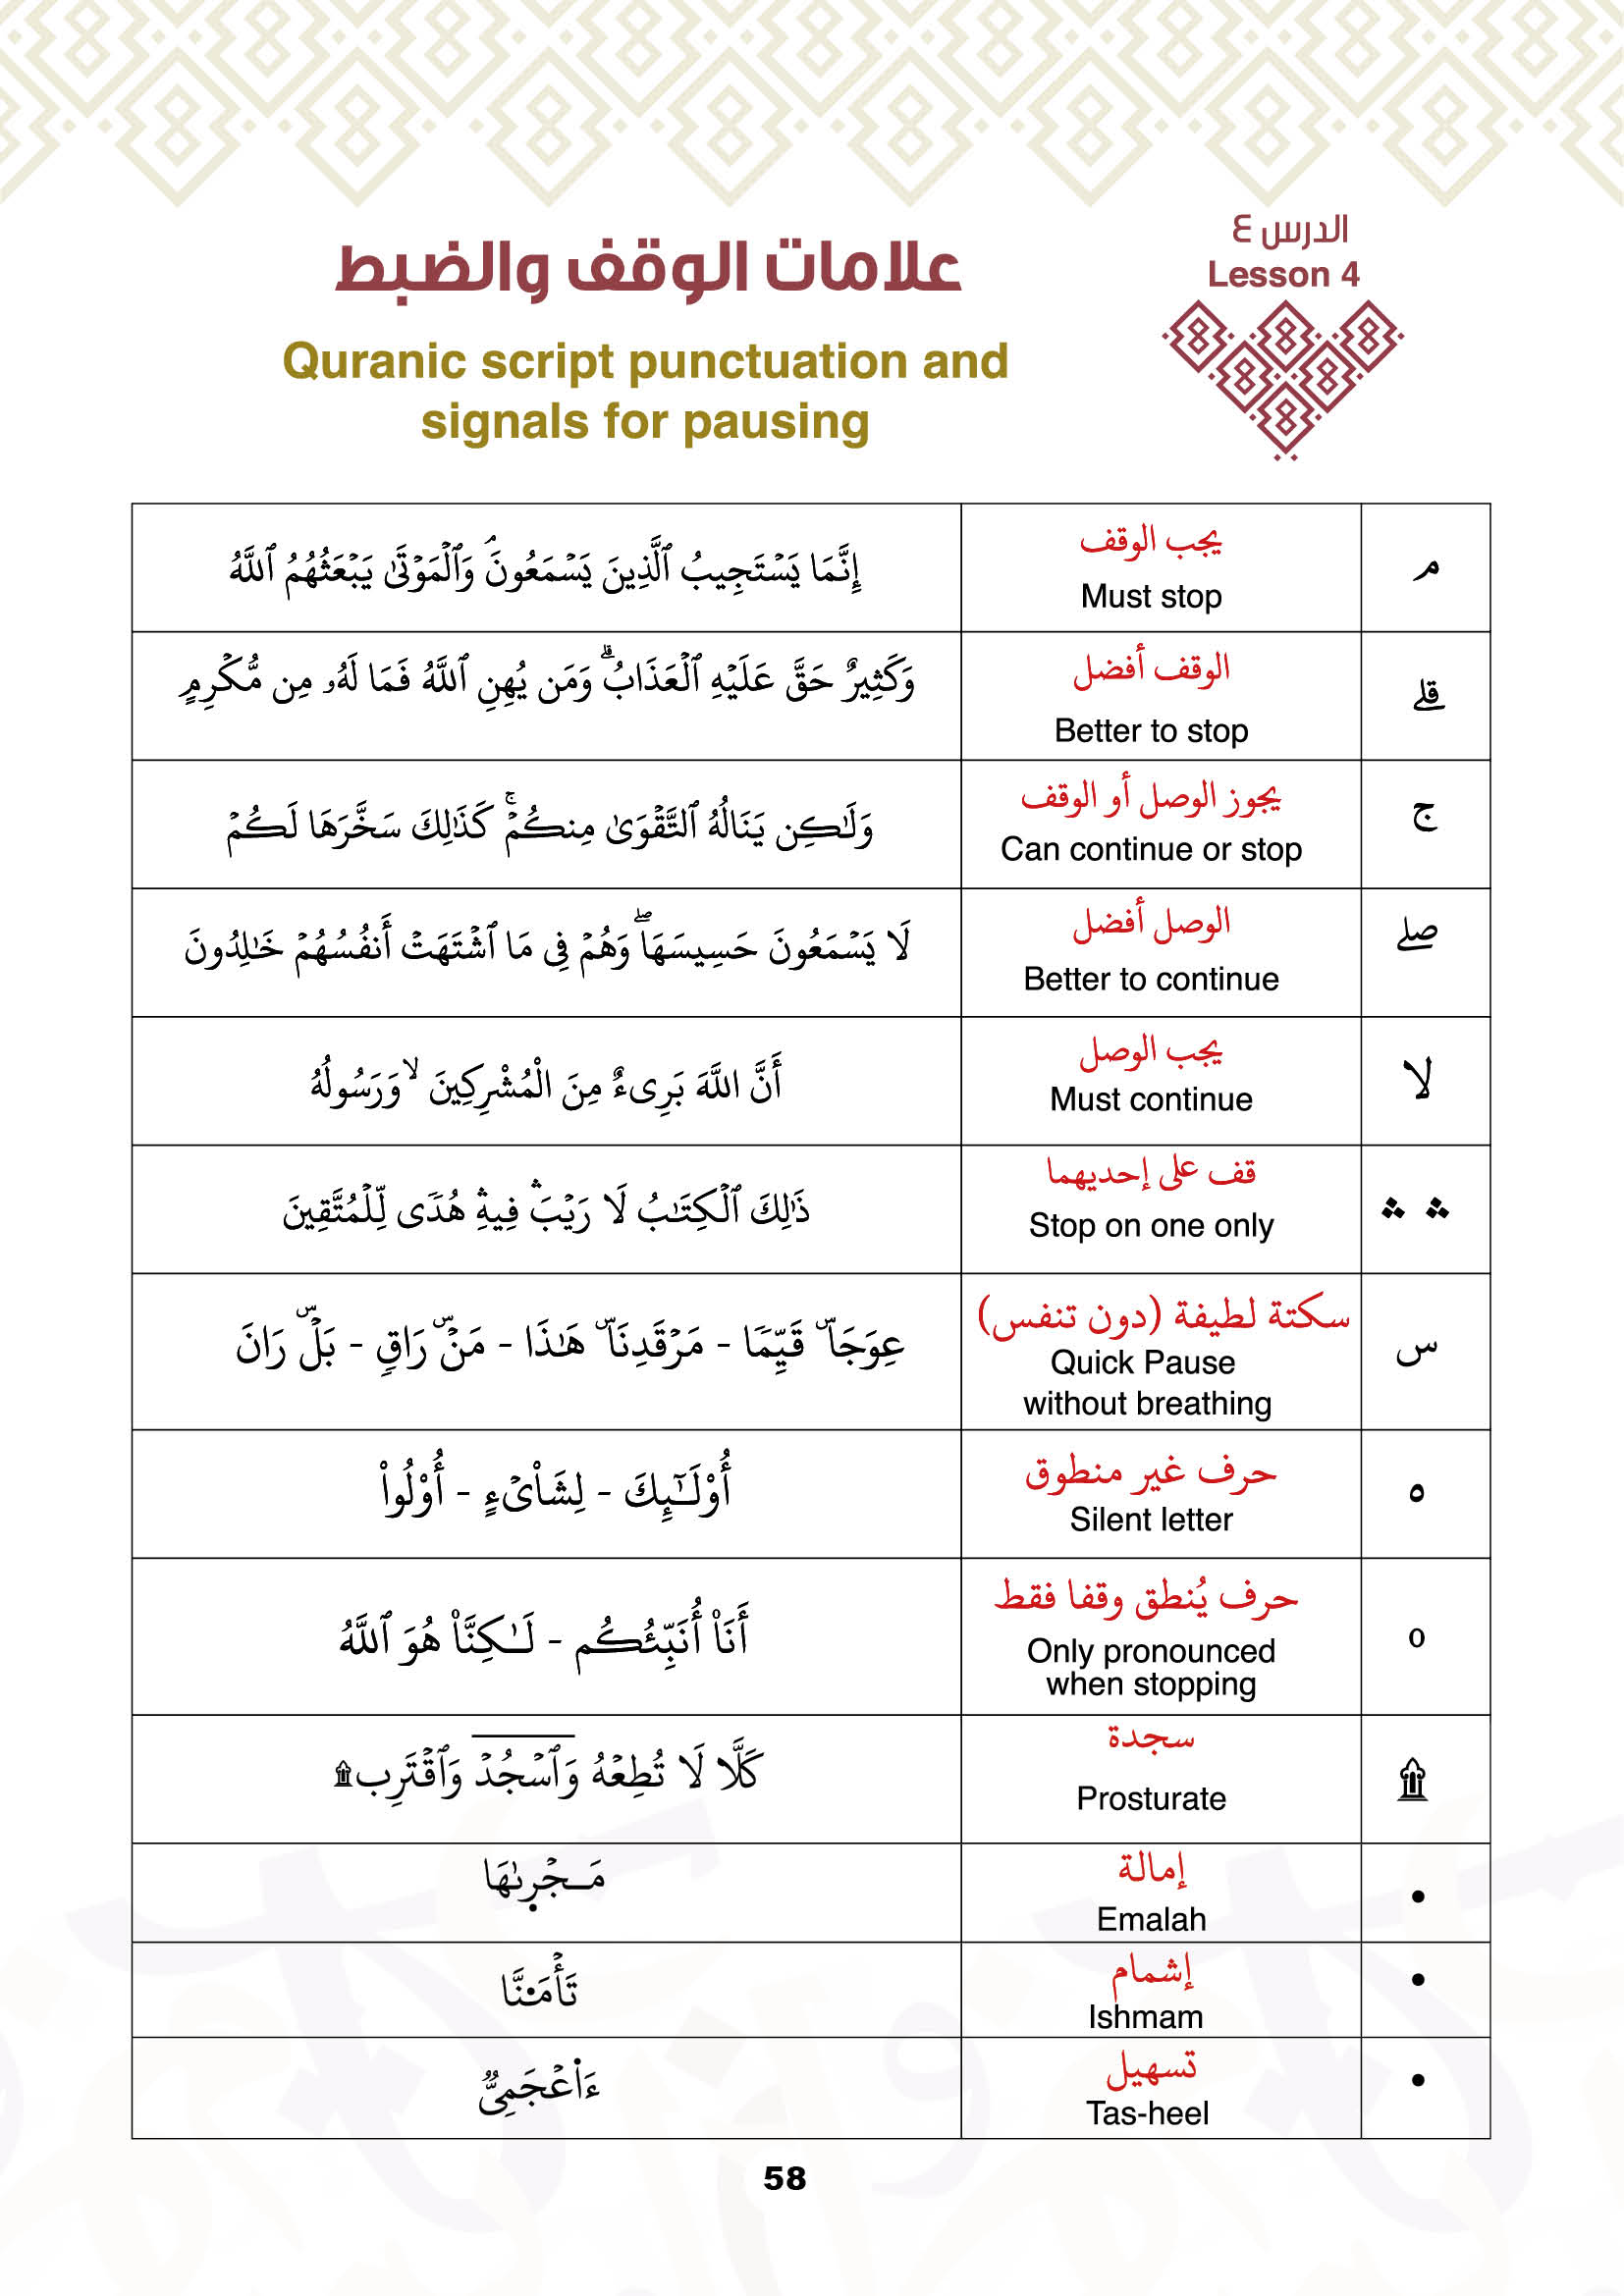 الدرس ٤
Lesson 4
علامات الوقف والضبط
Quranic script punctuation and
signals for pausing
م
يجب الوقف
Must stop
إِنَّمَا يَسۡتَجِيبُ ٱلَّذِينَ يَسۡمَعُونَۘ وَٱلۡمَوۡتَىٰ يَبۡعَثُهُمُ ٱللَّهُ
قلے
الوقف أفضل
Better to stop
وَكَثِيرٌ حَقَّ عَلَيۡهِ ٱلۡعَذَابُۗ وَمَن يُهِنِ ٱللَّهُ فَمَا لَهُۥ مِن مُّكۡرِمٍ
ج
يجوز الوصل أو الوقف
Can continue or stop
وَلَٰكِن يَنَالُهُ ٱلتَّقۡوَىٰ مِنكُمۡۚ كَذَٰلِكَ سَخَّرَهَا لَكُمۡ
صلے
الوصل أفضل
Better to continue
لَا يَسۡمَعُونَ حَسِيسَهَاۖ وَهُمۡ فِى مَا ٱشۡتَهَتۡ أَنفُسُهُمۡ خَٰلِدُونَ
لا
يجب الوصل
Must continue
أَنَّ اللَّهَ بَرِىءٌ مِنَ الْمُشْرِكِينَ ۙ وَرَسُولُهُ
ۛ ۛ
قف على إحديهما
Stop on one only
ذَٰلِكَ ٱلۡكِتَٰبُ لَا رَيۡبَۛ فِيهِۛ هُدٗى لِّلۡمُتَّقِينَ
س
سكتة لطيفة (دون تنفس)
Quick Pause
without breathing
عِوَجَاۜ قَيِّمٗا - مَرۡقَدِنَاۜ هَٰذَا - مَنۡۜ رَاقٖ - بَلۡۜ رَانَ
ه
حرف غير منطوق
Silent letter
أُوْلَٰٓئِكَ - لِشَاْىۡءٍ - أُوْلُواْ
ه
حرف يُنطق وقفا فقط
Only pronounced
when stopping
أَنَا۠ أُنَبِّئُكُم - لَٰكِنَّا۠ هُوَ ٱللَّهُ
۩
سجدة
Prosturate
كَلَّا لَا تُطِعۡهُ وَٱسۡجُدۡ وَٱقۡتَرِب۩
•
إمالة
Emalah
مَجۡر۪ىٰهَا
•
إشمام
Ishmam
تَأۡمَ۬نَّا
•
تسهيل
Tas-heel
ءَا۬عۡجَمِىٌّ
58